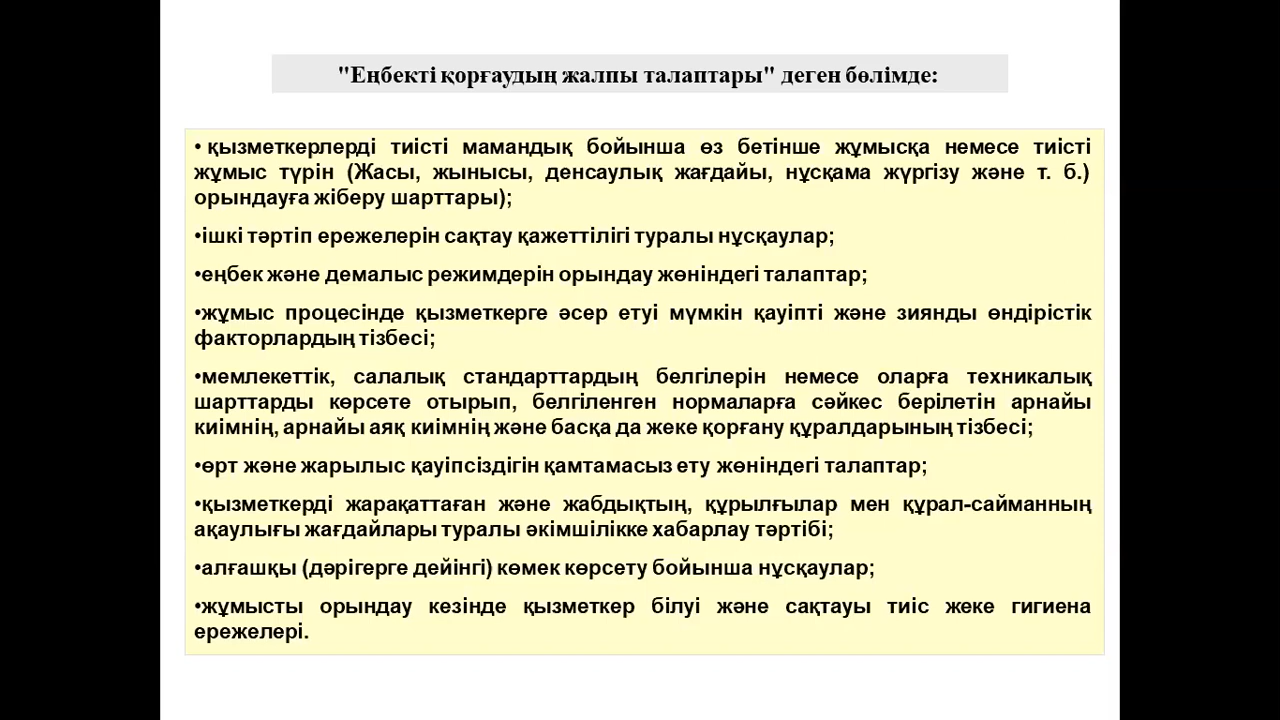 "Еңбекті қорғаудың жалпы талаптары" деген бөлімде:
• қызметкерлерді тиісті мамандық бойынша өз бетінше жұмысқа немесе тиісті
жұмыс түрін (Жасы, жынысы, денсаулық жағдайы, нұсқама жүргізу және т. б.)
орындауға жіберу шарттары);
•ішкі тәртіп ережелерін сақтау қажеттілігі туралы нұсқаулар;
•еңбек және демалыс режимдерін орындау жөніндегі талаптар;
•жұмыс процесінде қызметкерге әсер етуі мүмкін қауіпті және зиянды өндірістік
факторлардың тізбесі;
•мемлекеттік, салалық стандарттардың белгілерін немесе оларға техникалық
шарттарды көрсете отырып, белгіленген нормаларға сәйкес берілетін арнайы
киімнің, арнайы аяқ киімнің және басқа да жеке қорғану құралдарының тізбесі;
•өрт және жарылыс қауіпсіздігін қамтамасыз ету жөніндегі талаптар;
•қызметкерді жарақаттаған және жабдықтың, құрылғылар мен құрал-сайманның
ақаулығы жағдайлары туралы әкімшілікке хабарлау тәртібі;
•алғашқы (дәрігерге дейінгі) көмек көрсету бойынша нұсқаулар;
•жұмысты орындау кезінде қызметкер білуі және сақтауы тиіс жеке гигиена
ережелері.